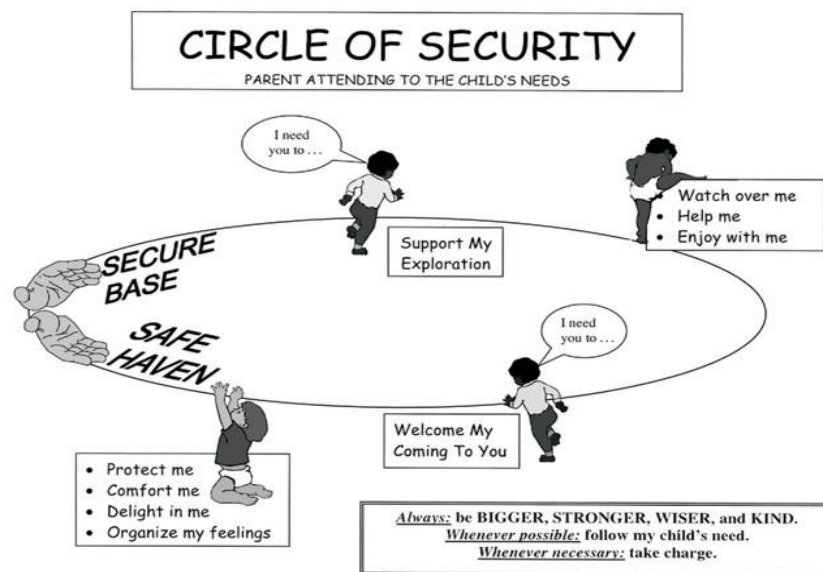 CIRCLE OF SECURITY
PARENT ATTENDING TO THE CHILD'S NEEDS
I need
you to ...
• Watch over me
• Help me
• Enjoy with me
Support My
Exploration
SECURE
BASE
SAFE
HAVEN
I need
you to ...
Welcome My
Coming To You
• Protect me
• Comfort me
• Delight in me
• Organize my feelings
Always: be BIGGER, STRONGER, WISER, and KIND.
Whenever possible: follow my child's need.
Whenever necessary: take charge.